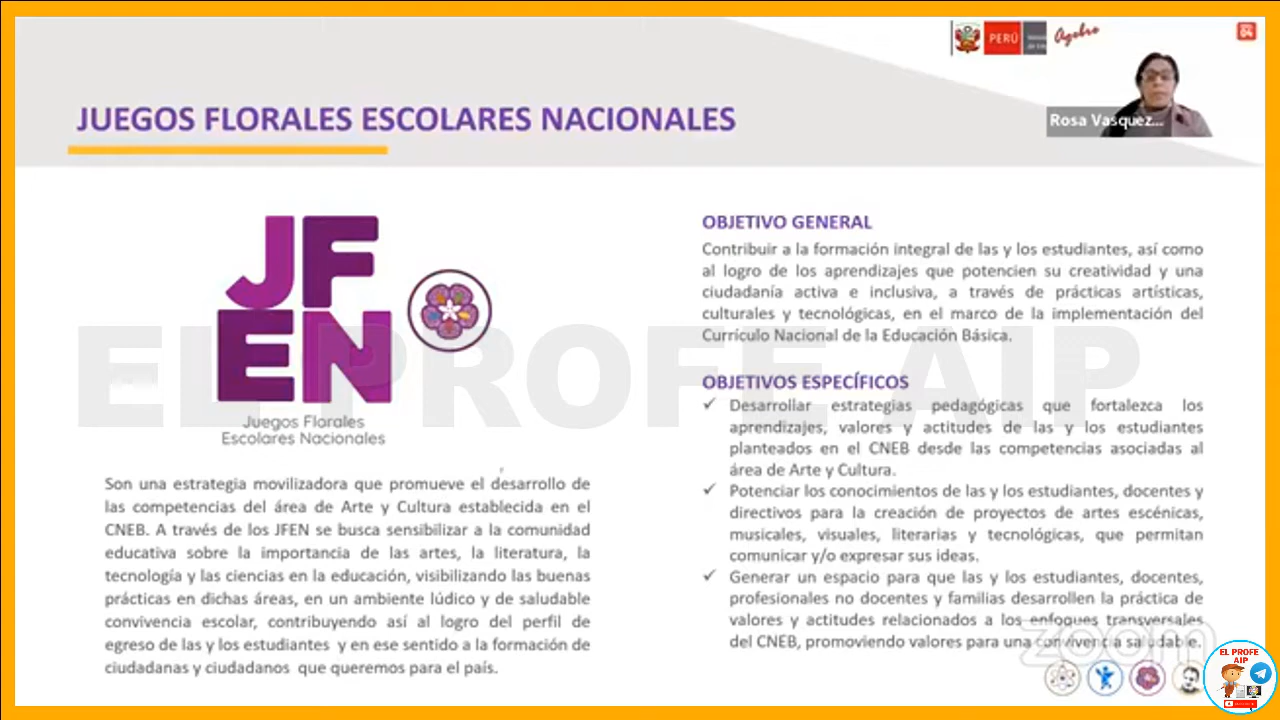 PERÚ
UGEL
04
Rosa Vasquez...
JUEGOS FLORALES ESCOLARES NACIONALES
JF
EN
Juegos Florales
Escolares Nacionales
Son una estrategia movilizadora que promueve el desarrollo de
las competencias del área de Arte y Cultura establecida en el
CNEB. A través de los JFEN se busca sensibilizar a la comunidad
educativa sobre la importancia de las artes, la literatura, la
tecnología y las ciencias en la educación, visibilizando las buenas
prácticas en dichas áreas, en un ambiente lúdico y de saludable
convivencia escolar, contribuyendo así al logro del perfil de
egreso de las y los estudiantes y en ese sentido a la formación de
ciudadanas y ciudadanos que queremos para el país.
OBJETIVO GENERAL
Contribuir a la formación integral de las y los estudiantes, así como
al logro de los aprendizajes que potencien su creatividad y una
ciudadanía activa e inclusiva, a través de prácticas artísticas,
culturales y tecnológicas, en el marco de la implementación del
Currículo Nacional de la Educación Básica.
OBJETIVOS ESPECÍFICOS
✓ Desarrollar estrategias pedagógicas que fortalezca los
aprendizajes, valores y actitudes de las y los estudiantes
planteados en el CNEB desde las competencias asociadas al
área de Arte y Cultura.
✓ Potenciar los conocimientos de las y los estudiantes, docentes y
directivos para la creación de proyectos de artes escénicas,
musicales, visuales, literarias y tecnológicas, que permitan
comunicar y/o expresar sus ideas.
✓ Generar un espacio para que las y los estudiantes, docentes,
profesionales no docentes y familias desarrollen la práctica de
valores y actitudes relacionados a los enfoques transversales
del CNEB, promoviendo valores para una convivencia saludable.
EL PROFE AIP
zoom
EL PROFE
AIP